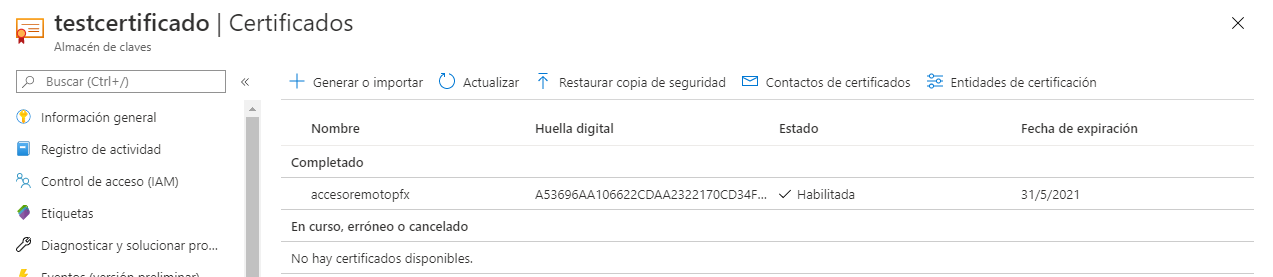 testcertificado | Certificados
Almacén de claves
Buscar (Ctrl+/)
«
Información general
Registro de actividad
Control de acceso (IAM)
Etiquetas
Diagnosticar y solucionar pro...
Eventos (versión preliminar)
Generar o importar Actualizar Restaurar copia de seguridad Contactos de certificados Entidades de certificación
Nombre Huella digital Estado Fecha de expiración
Completado
accesoremotopfx A53696AA106622CDAA2322170CD34F... Habilitada 31/5/2021
En curso, erróneo o cancelado
No hay certificados disponibles.